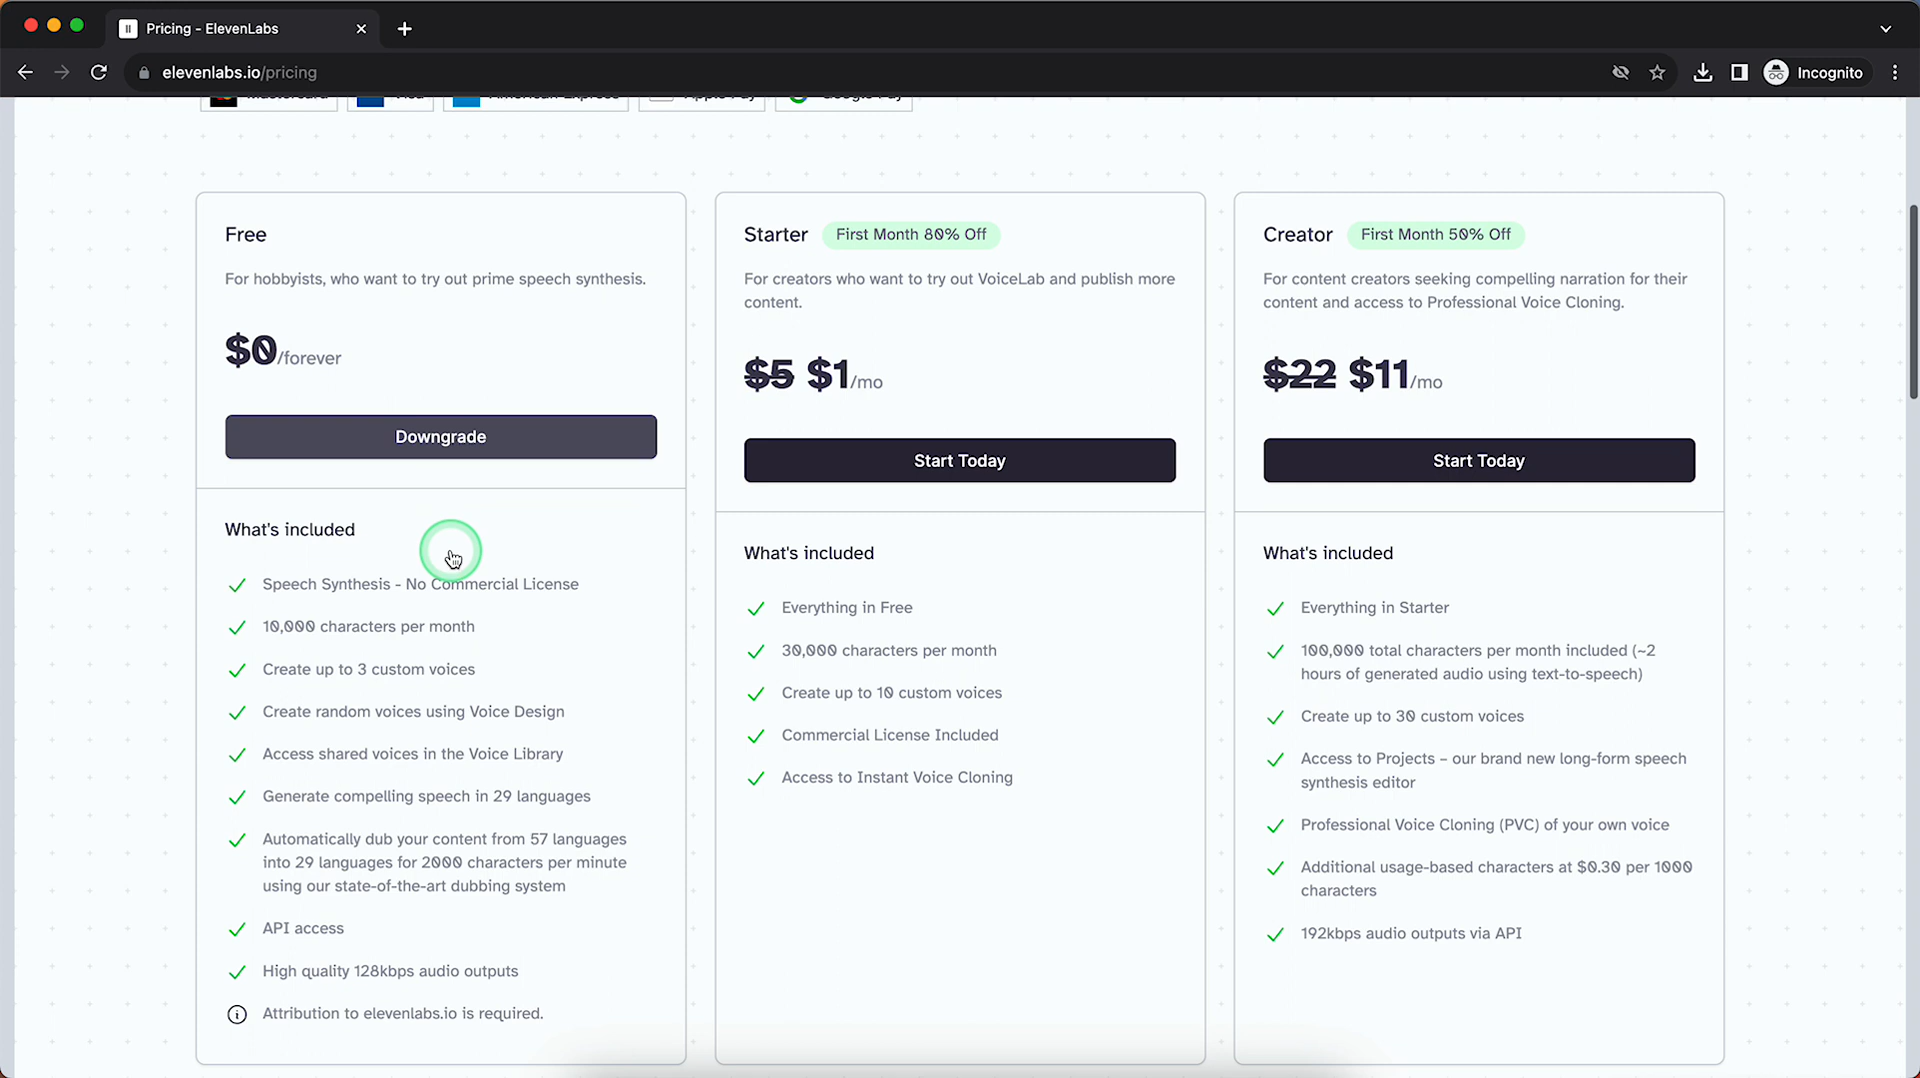 Pricing - ElevenLabs
elevenlabs.io/pricing
Incognito
Mastercard
Visa
American Express
Apple Pay
Google Pay
Free
For hobbyists, who want to try out prime speech synthesis.
$0/forever
Downgrade
What's included
Speech Synthesis - No Commercial License
10,000 characters per month
Create up to 3 custom voices
Create random voices using Voice Design
Access shared voices in the Voice Library
Generate compelling speech in 29 languages
Automatically dub your content from 57 languages
into 29 languages for 2000 characters per minute
using our state-of-the-art dubbing system
API access
High quality 128kbps audio outputs
Attribution to elevenlabs.io is required.
Starter First Month 80% Off
For creators who want to try out VoiceLab and publish more
content.
$5 $1/mo
Start Today
What's included
Everything in Free
30,000 characters per month
Create up to 10 custom voices
Commercial License Included
Access to Instant Voice Cloning
Creator First Month 50% Off
For content creators seeking compelling narration for their
content and access to Professional Voice Cloning.
$22 $11/mo
Start Today
What's included
Everything in Starter
100,000 total characters per month included (~2
hours of generated audio using text-to-speech)
Create up to 30 custom voices
Access to Projects – our brand new long-form speech
synthesis editor
Professional Voice Cloning (PVC) of your own voice
Additional usage-based characters at $0.30 per 1000
characters
192kbps audio outputs via API